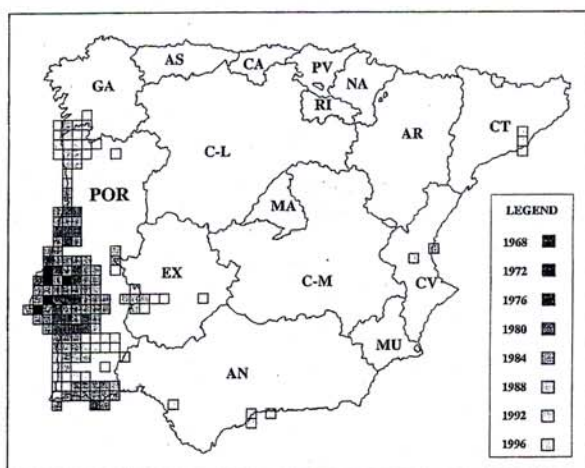 AS
CA
PV
NA
GA
RI
C-L
AR
CT
POR
MA
LEGEND
1968
1972
1976
1980
1984
1988
1992
1996
EX
C-M
CV
MU
AN